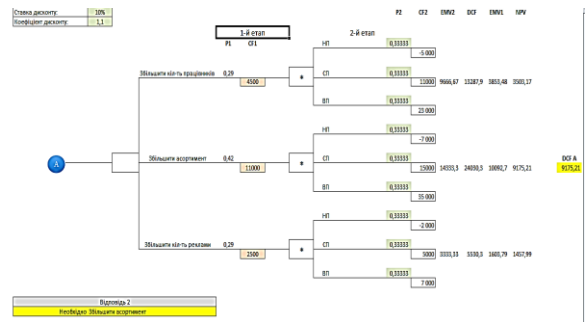 Ставка дисконту: 10%
Коефіцієнт дисконту: 1,1
P2 CF2 EMV2 DCF EMV1 NPV
1-й етап 2-й етап
P1 CF1
НП 0,33333
-5 000
Збільшити кіл-ть працівників 0,29 СП 0,33333
4500 * 11000 9666,67 13287,9 3853,48 3503,17
ВП 0,33333
23 000
НП 0,33333
-7 000
Збільшити асортимент 0,42 СП 0,33333 DCF A
A 11000 * 15000 14333,3 24030,3 10092,7 9175,21 9175,21
ВП 0,33333
35 000
НП 0,33333
-2 000
Збільшити кіл-ть реклами 0,29 СП 0,33333
2500 * 5000 3333,33 5530,3 1603,79 1457,99
ВП 0,33333
7 000
Відповідь 2
Необхідно Збільшити асортимент